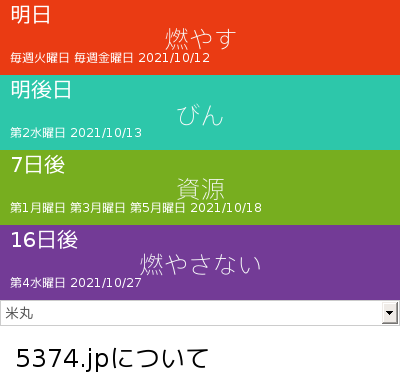 明日
燃やす
毎週火曜日 毎週金曜日 2021/10/12
明後日
びん
第2水曜日 2021/10/13
7日後
資源
第1月曜日 第3月曜日 第5月曜日 2021/10/18
16日後
燃やさない
第4水曜日 2021/10/27
米丸
5374.jpについて